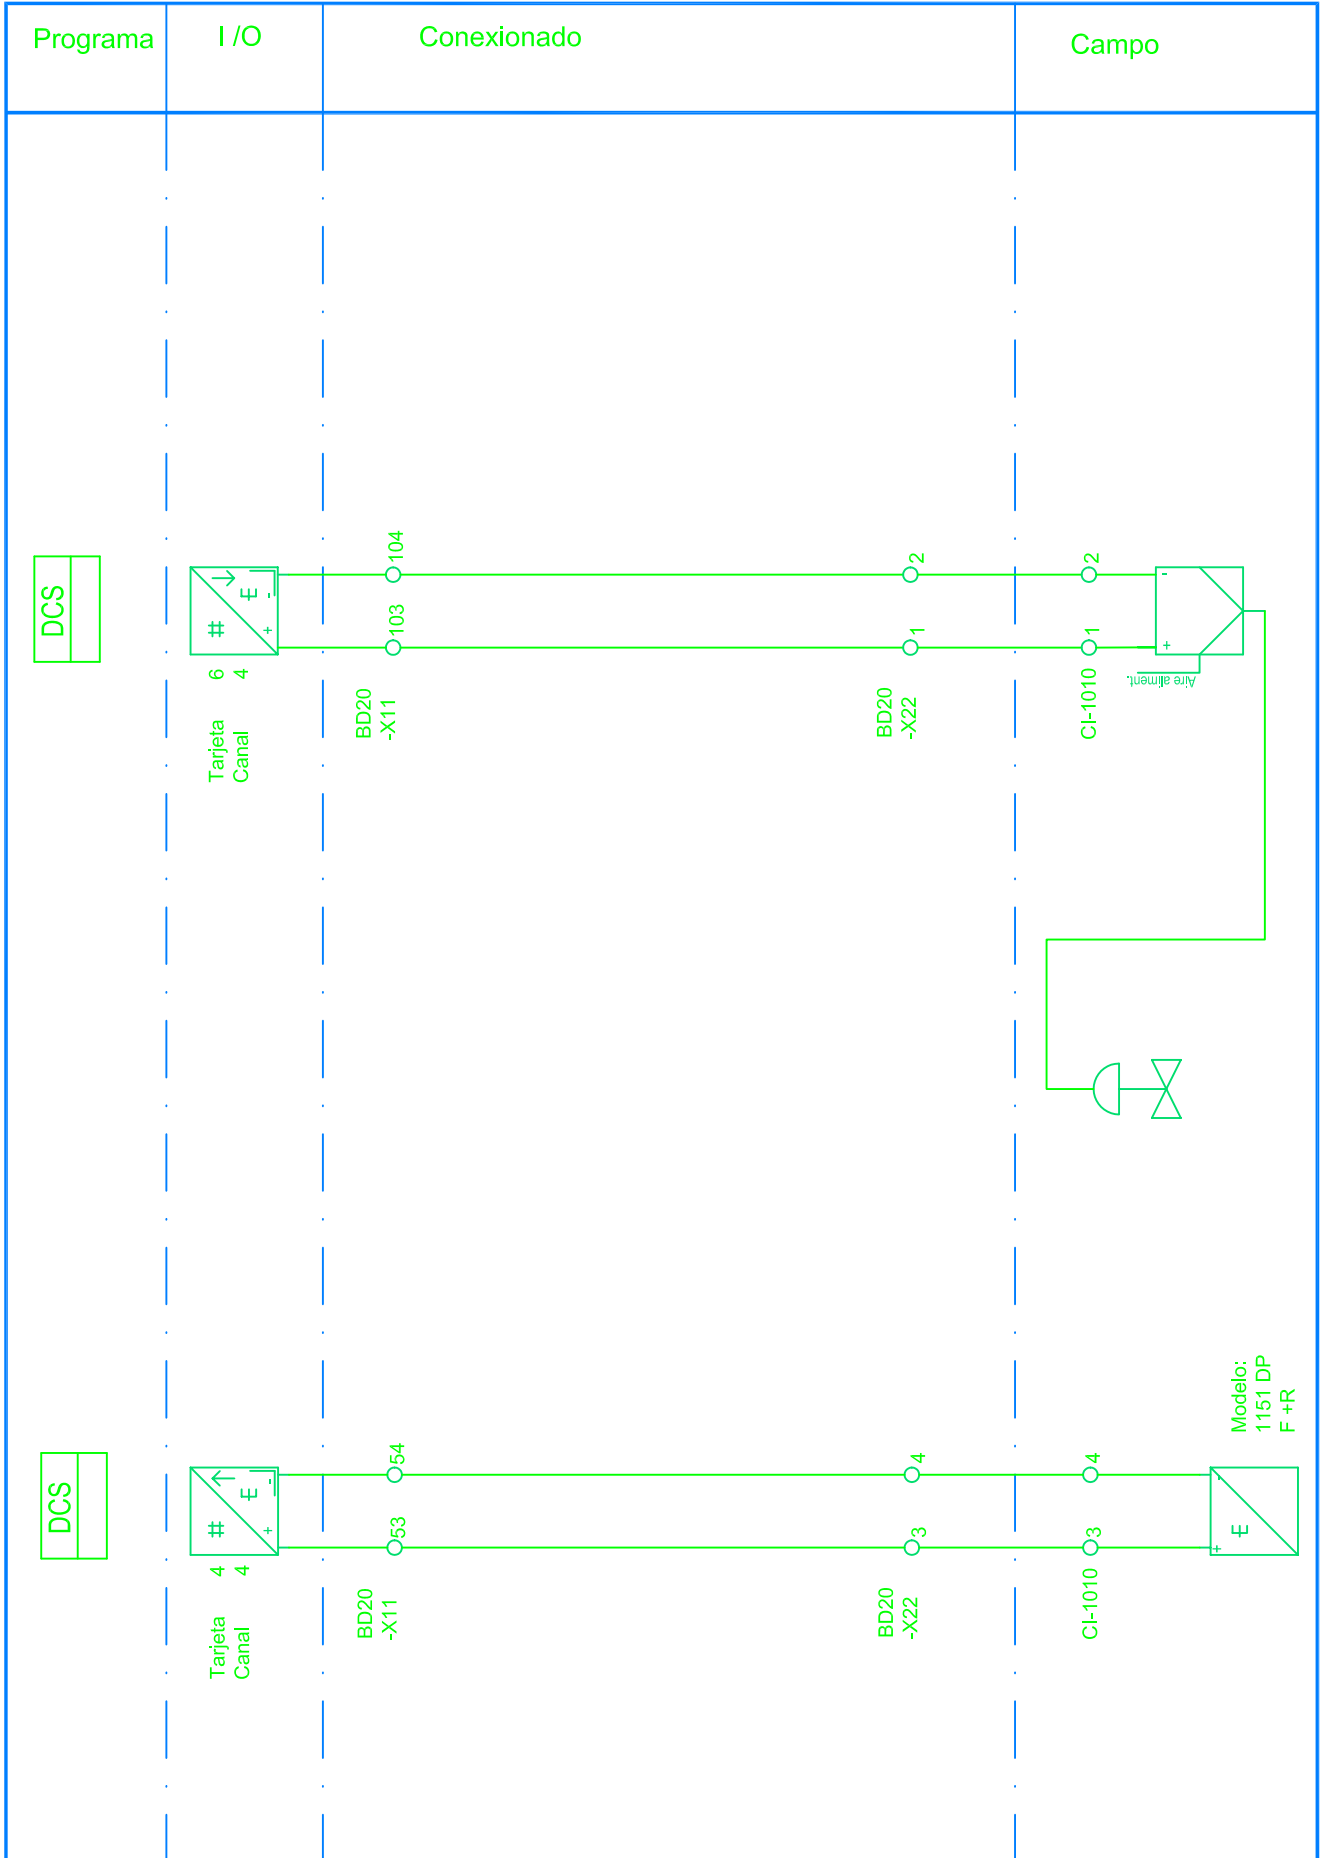 Programa
I /O
Conexionado
Campo
DCS
#
E
+
-
6
4
Tarjeta
Canal
104
103
BD20
-X11
2
1
BD20
-X22
2
1
CI-1010
-
+
Aire aliment.
DCS
#
E
+
-
4
4
Tarjeta
Canal
54
53
BD20
-X11
4
3
BD20
-X22
4
3
CI-1010
-
+
E
Modelo:
1151 DP
F +R